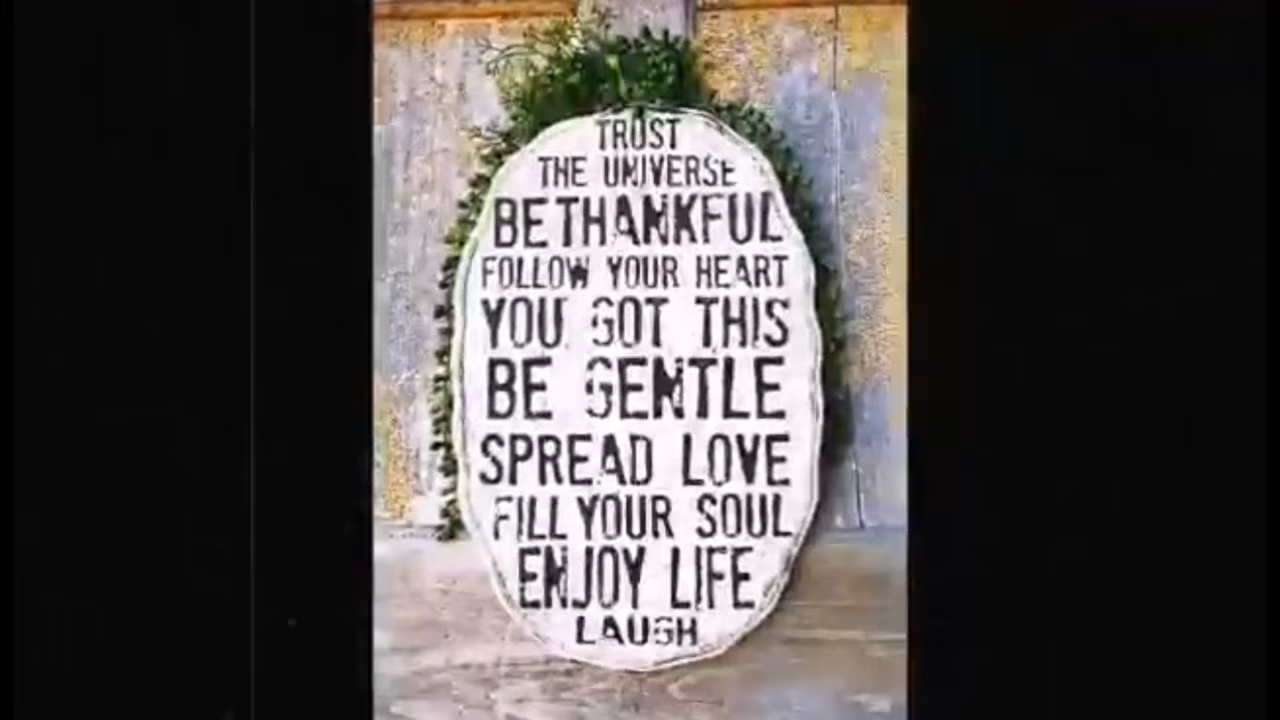 TRUST
THE UNIVERSE
BE THANKFUL
FOLLOW YOUR HEART
YOU GOT THIS
BE GENTLE
SPREAD LOVE
FILL YOUR SOUL
ENJOY LIFE
LAUGH